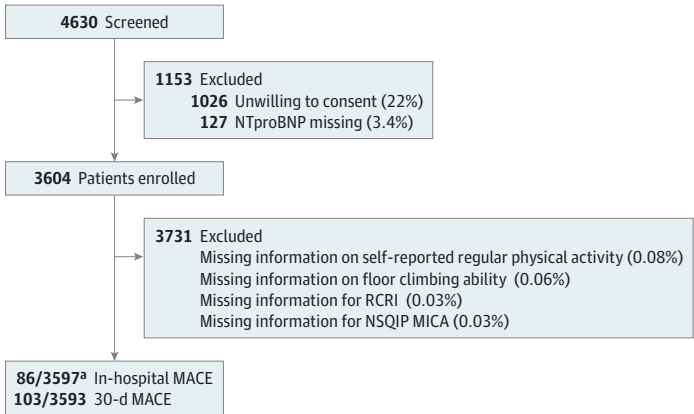 4630 Screened
1153 Excluded
1026 Unwilling to consent (22%)
127 NTproBNP missing (3.4%)
3604 Patients enrolled
3731 Excluded
Missing information on self-reported regular physical activity (0.08%)
Missing information on floor climbing ability (0.06%)
Missing information for RCRI (0.03%)
Missing information for NSQIP MICA (0.03%)
86/3597ᵃ In-hospital MACE
103/3593 30-d MACE